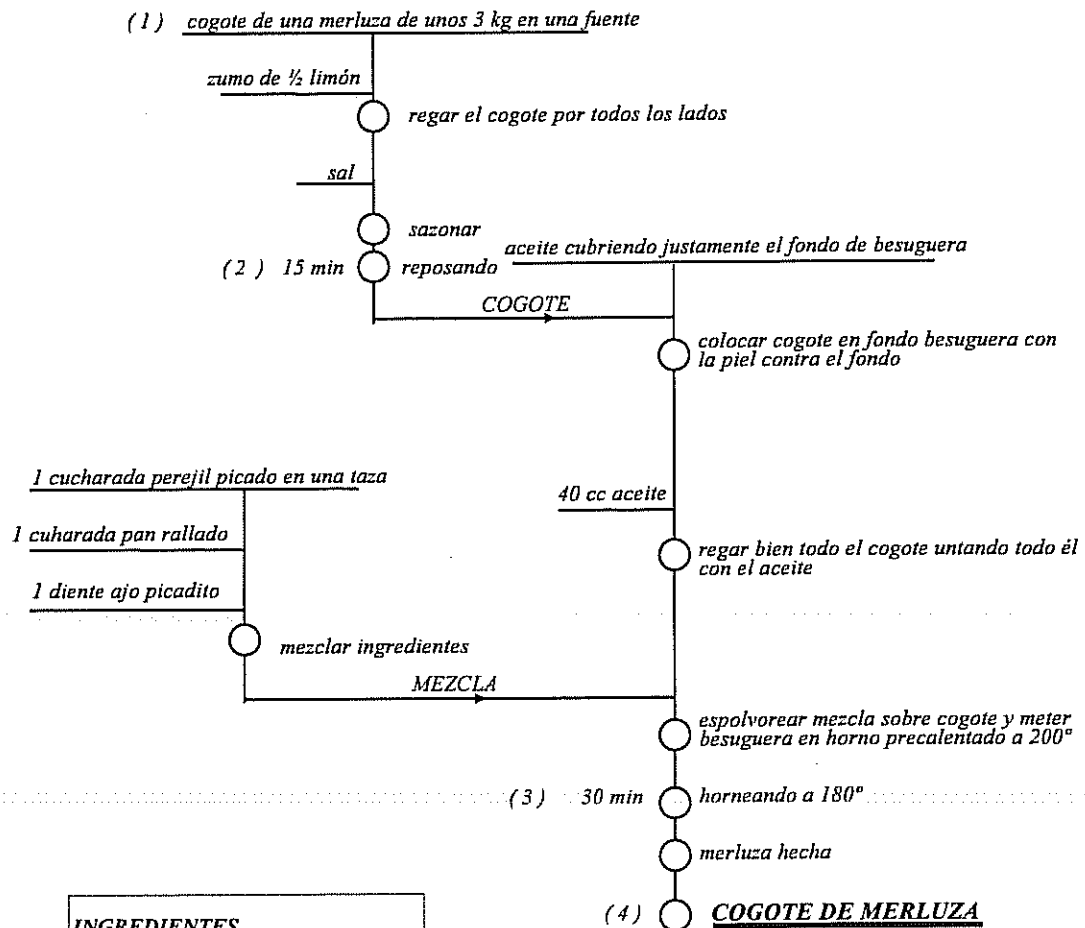 (1) cogote de una merluza de unos 3 kg en una fuente
zumo de ½ limón
regar el cogote por todos los lados
sal
sazonar
(2) 15 min reposando
aceite cubriendo justamente el fondo de besuguera
COGOTE
colocar cogote en fondo besuguera con
la piel contra el fondo
1 cucharada perejil picado en una taza
1 cuharada pan rallado
1 diente ajo picadito
mezclar ingredientes
40 cc aceite
regar bien todo el cogote untando todo él
con el aceite
MEZCLA
espolvorear mezcla sobre cogote y meter
besuguera en horno precalentado a 200º
(3) 30 min horneando a 180º
merluza hecha
(4) COGOTE DE MERLUZA
INGREDIENTES